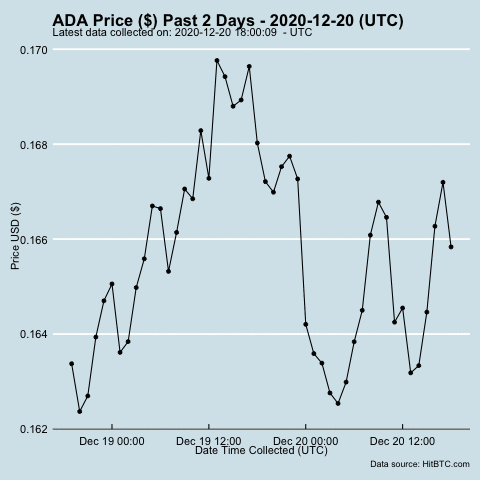 ADA Price ($) Past 2 Days - 2020-12-20 (UTC)
Latest data collected on: 2020-12-20 18:00:09 - UTC
0.170
0.168
0.166
0.164
0.162
Price USD ($)
Dec 19 00:00 Dec 19 12:00 Dec 20 00:00 Dec 20 12:00
Date Time Collected (UTC)
Data source: HitBTC.com